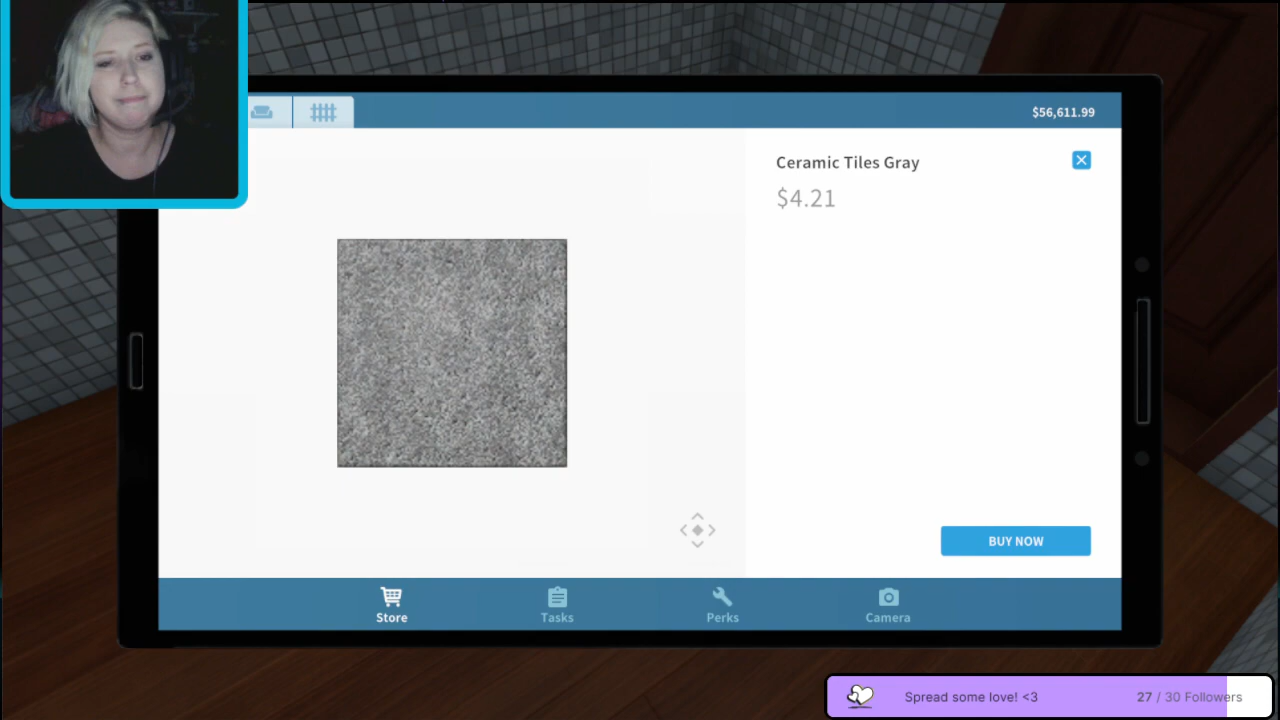 $56,611.99
Ceramic Tiles Gray
$4.21
BUY NOW
Store
Tasks
Perks
Camera
Spread some love! <3
27 / 30 Followers